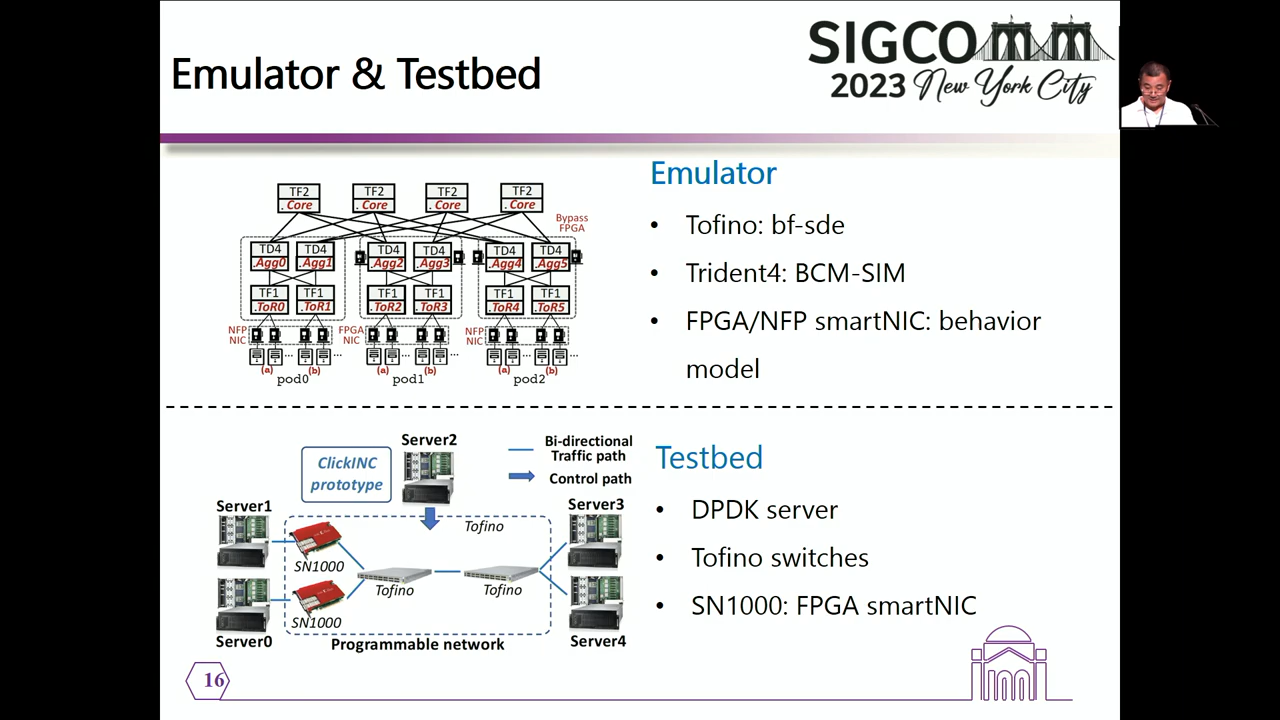 Emulator & Testbed
SIGCOMM
2023 New York City
TF2 TF2 TF2 TF2
.Core .Core .Core .Core
Bypass
FPGA
TD4 TD4 TD4 TD4 TD4 TD4
.Agg0 .Agg1 .Agg2 .Agg3 .Agg4 .Agg5
TF1 TF1 TF1 TF1 TF1 TF1
.ToR0 .ToR1 .ToR2 .ToR3 .ToR4 .ToR5
NFP FPGA NFP
NIC NIC NIC
... ... ... ... ... ...
(a) (b) (a) (b) (a) (b)
pod0 pod1 pod2
Emulator
• Tofino: bf-sde
• Trident4: BCM-SIM
• FPGA/NFP smartNIC: behavior
model
ClickINC
prototype
Server2
Bi-directional
Traffic path
Control path
Server1
Server3
Tofino
SN1000
Tofino
Tofino
SN1000
Server0
Programmable network
Server4
Testbed
• DPDK server
• Tofino switches
• SN1000: FPGA smartNIC
16